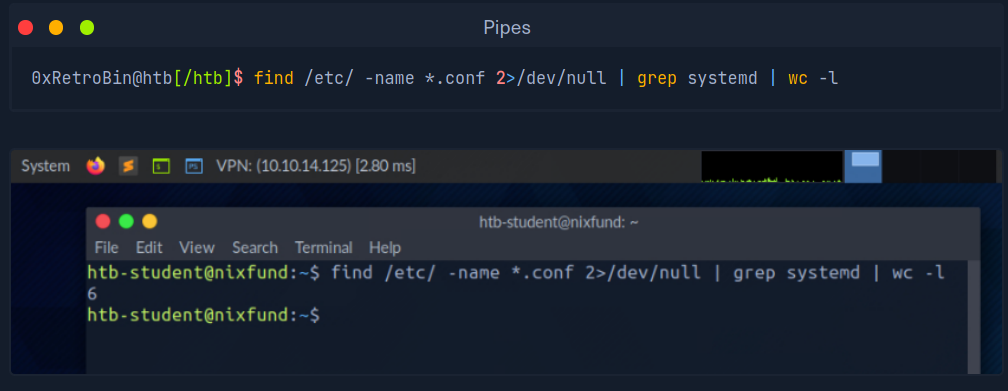 Pipes
0xRetroBin@htb[/htb]$ find /etc/ -name *.conf 2>/dev/null | grep systemd | wc -l
System VPN: (10.10.14.125) [2.80 ms]
htb-student@nixfund: ~
File Edit View Search Terminal Help
htb-student@nixfund:~$ find /etc/ -name *.conf 2>/dev/null | grep systemd | wc -l
6
htb-student@nixfund:~$